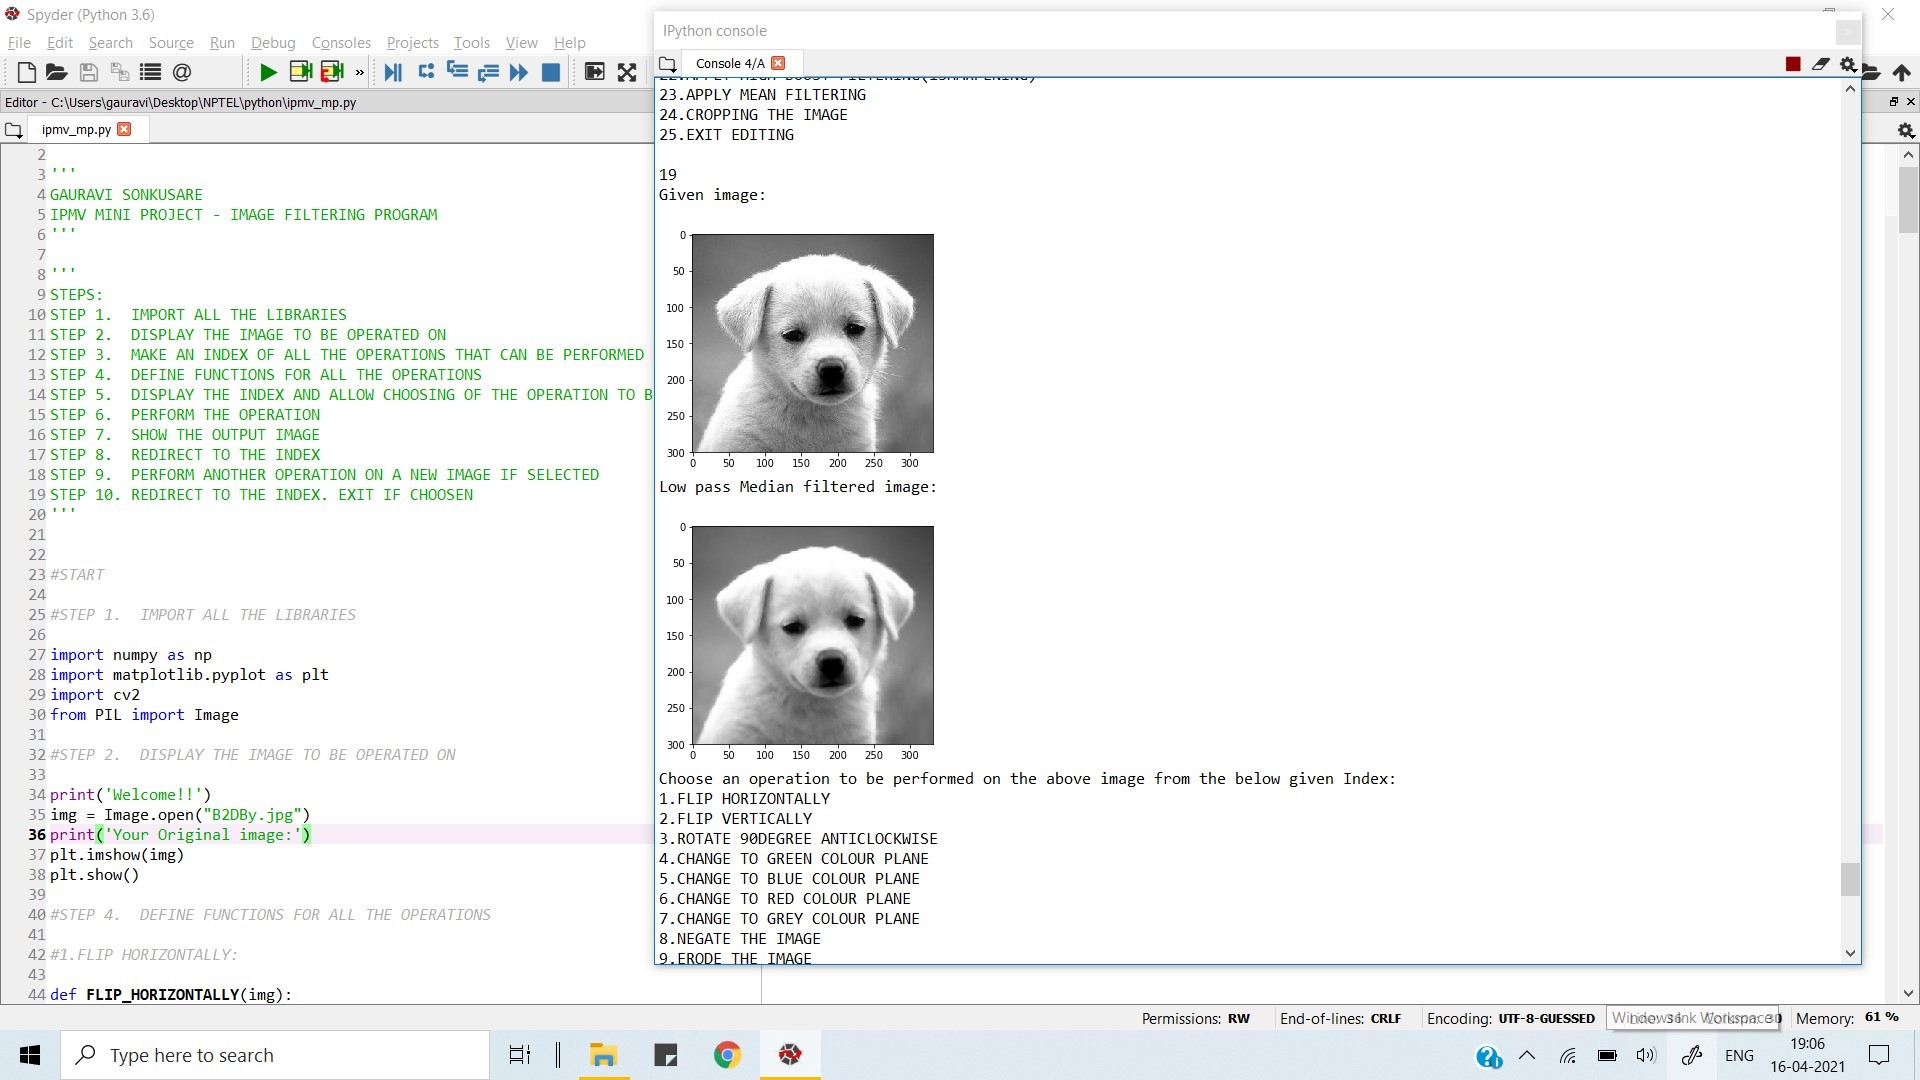 Spyder (Python 3.6)
File Edit Search Source Run Debug Consoles Projects Tools View Help
Editor - C:\Users\gauravi\Desktop\NPTEL\python\ipmv_mp.py
ipmv_mp.py
2
3 '''
4 GAURAVI SONKUSARE
5 IPMV MINI PROJECT - IMAGE FILTERING PROGRAM
6 '''
7
8 '''
9 STEPS:
10 STEP 1.  IMPORT ALL THE LIBRARIES
11 STEP 2.  DISPLAY THE IMAGE TO BE OPERATED ON
12 STEP 3.  MAKE AN INDEX OF ALL THE OPERATIONS THAT CAN BE PERFORMED
13 STEP 4.  DEFINE FUNCTIONS FOR ALL THE OPERATIONS
14 STEP 5.  DISPLAY THE INDEX AND ALLOW CHOOSING OF THE OPERATION TO B
15 STEP 6.  PERFORM THE OPERATION
16 STEP 7.  SHOW THE OUTPUT IMAGE
17 STEP 8.  REDIRECT TO THE INDEX
18 STEP 9.  PERFORM ANOTHER OPERATION ON A NEW IMAGE IF SELECTED
19 STEP 10. REDIRECT TO THE INDEX. EXIT IF CHOOSEN
20 '''
21
22
23 #START
24
25 #STEP 1.  IMPORT ALL THE LIBRARIES
26
27 import numpy as np
28 import matplotlib.pyplot as plt
29 import cv2
30 from PIL import Image
31
32 #STEP 2.  DISPLAY THE IMAGE TO BE OPERATED ON
33
34 print('Welcome!!')
35 img = Image.open("B2DBy.jpg")
36 print('Your Original image:')
37 plt.imshow(img)
38 plt.show()
39
40 #STEP 4.  DEFINE FUNCTIONS FOR ALL THE OPERATIONS
41
42 #1.FLIP HORIZONTALLY:
43
44 def FLIP_HORIZONTALLY(img):
IPython console
Console 4/A
22.APPLY HIGH BOOST FILTERING(ISHARPENING)
23.APPLY MEAN FILTERING
24.CROPPING THE IMAGE
25.EXIT EDITING
19
Given image:
0
50
100
150
200
250
300
0 50 100 150 200 250 300
Low pass Median filtered image:
0
50
100
150
200
250
300
0 50 100 150 200 250 300
Choose an operation to be performed on the above image from the below given Index:
1.FLIP HORIZONTALLY
2.FLIP VERTICALLY
3.ROTATE 90DEGREE ANTICLOCKWISE
4.CHANGE TO GREEN COLOUR PLANE
5.CHANGE TO BLUE COLOUR PLANE
6.CHANGE TO RED COLOUR PLANE
7.CHANGE TO GREY COLOUR PLANE
8.NEGATE THE IMAGE
9.ERODE THE IMAGE
Permissions: RW End-of-lines: CRLF Encoding: UTF-8-GUESSED Windows Ink Workspace Memory: 61 %
Type here to search
ENG
19:06
16-04-2021